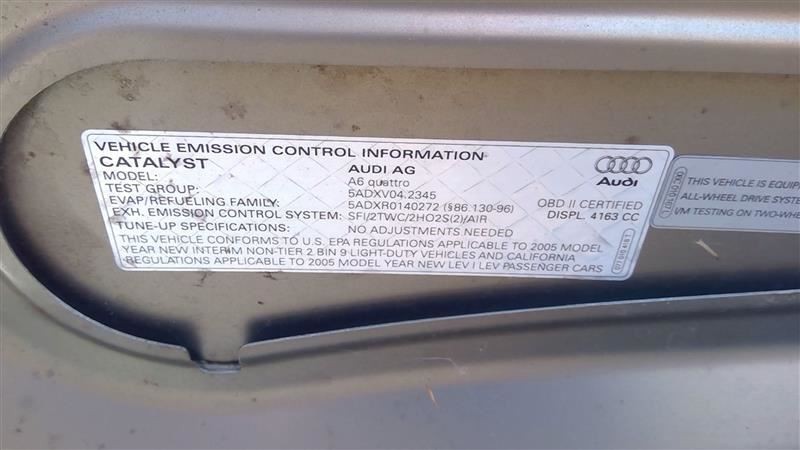 VEHICLE EMISSION CONTROL INFORMATION
CATALYST AUDI AG
MODEL: A6 quattro
TEST GROUP: 5ADXV04.2345
EVAP/REFUELING FAMILY: 5ADXR0140272 (§86.130-96) OBD II CERTIFIED
EXH. EMISSION CONTROL SYSTEM: SFI/2TWC/2HO2S(2)/AIR DISPL. 4163 CC
TUNE-UP SPECIFICATIONS: NO ADJUSTMENTS NEEDED
THIS VEHICLE CONFORMS TO U.S. EPA REGULATIONS APPLICABLE TO 2005 MODEL
YEAR NEW INTERIM NON-TIER 2 BIN 9 LIGHT-DUTY VEHICLES AND CALIFORNIA
REGULATIONS APPLICABLE TO 2005 MODEL YEAR NEW LEV I LEV PASSENGER CARS
Audi
THIS VEHICLE IS EQUIP
ALL-WHEEL DRIVE SYSTEM
I/M TESTING ON TWO-WHE